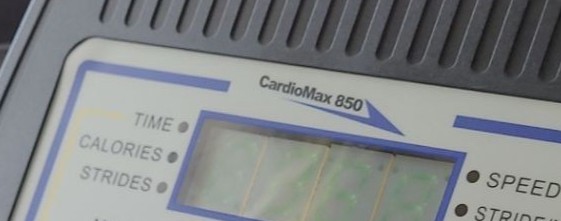 CardioMax 850
TIME
CALORIES
STRIDES
SPEED